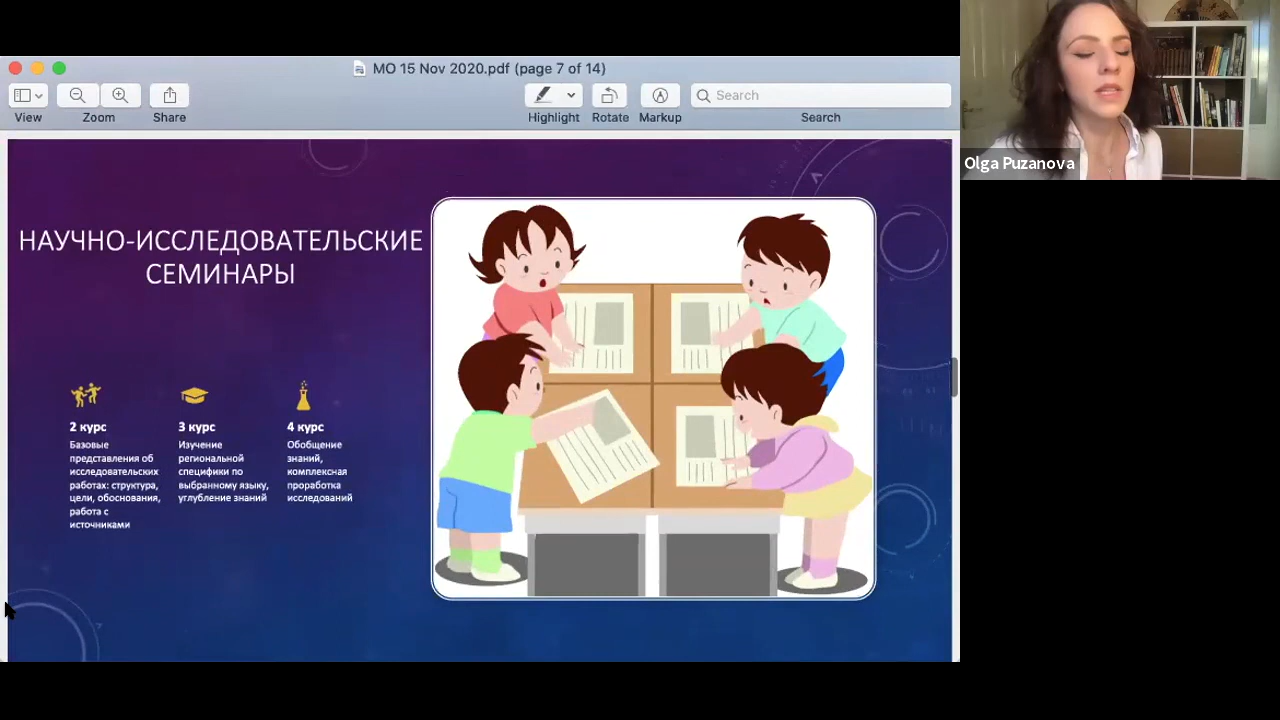 MO 15 Nov 2020.pdf (page 7 of 14)
View
Zoom
Share
Highlight
Rotate
Markup
Search
Search
Olga Puzanova
НАУЧНО-ИССЛЕДОВАТЕЛЬСКИЕ
СЕМИНАРЫ
2 курс
Базовые
представления об
исследовательских
работах: структура,
цели, обоснования,
работа с
источниками
3 курс
Изучение
региональной
специфики по
выбранному языку,
углубление знаний
4 курс
Обобщение
знаний,
комплексная
проработка
исследований